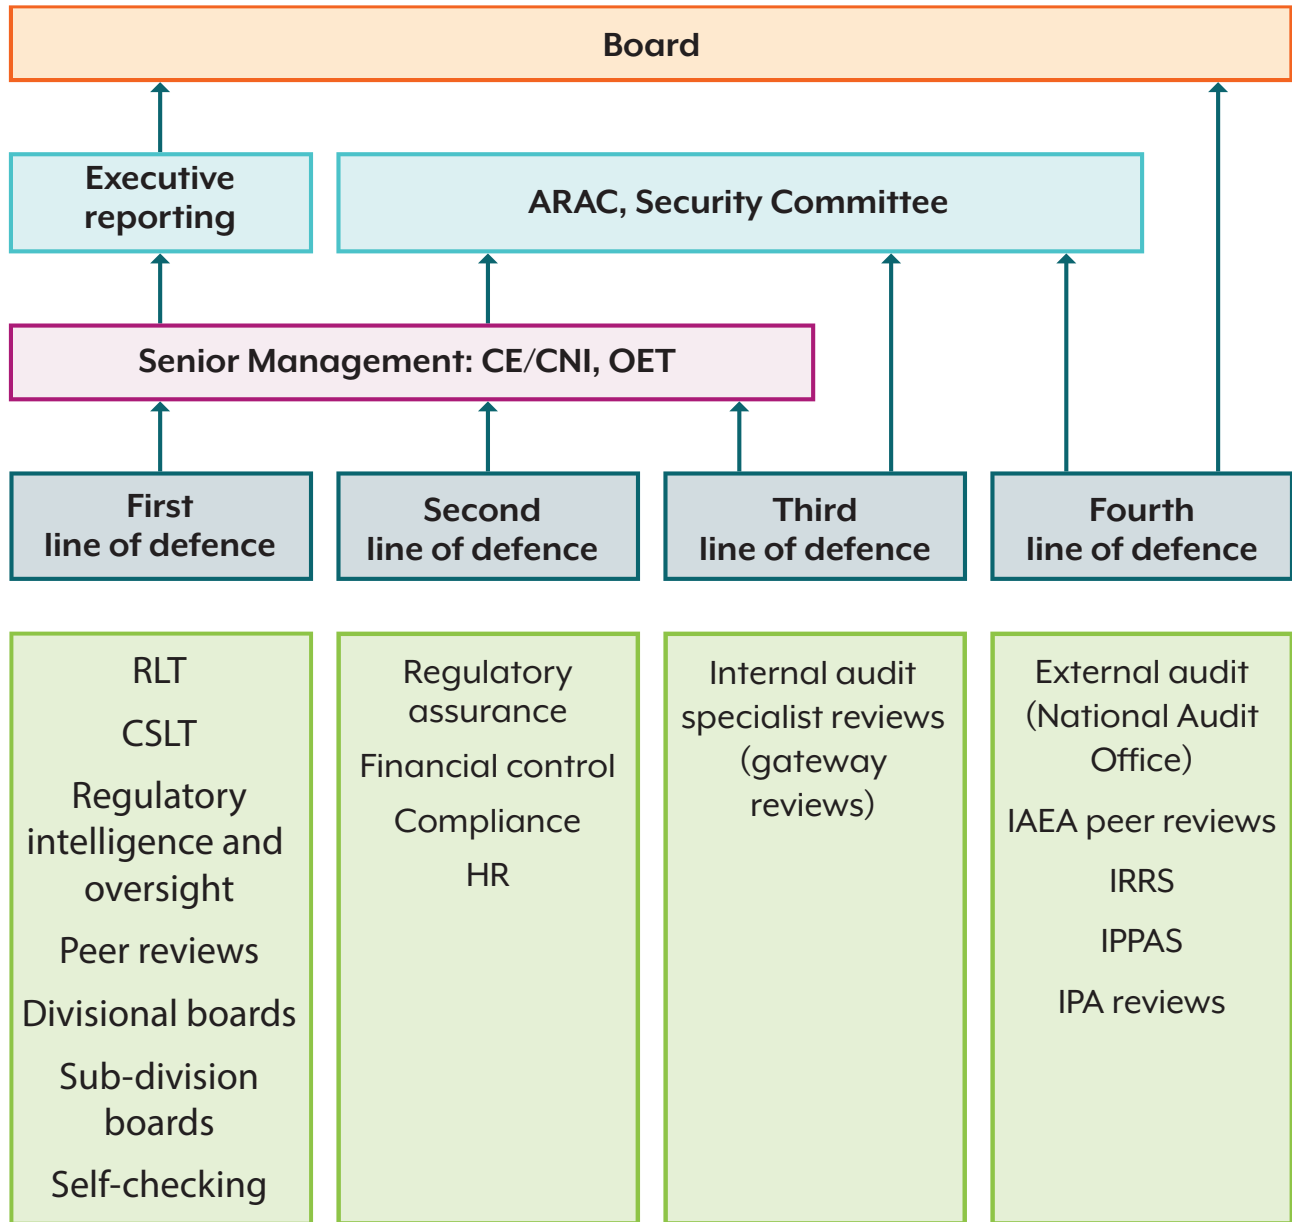 Board
Executive
reporting
ARAC, Security Committee
Senior Management: CE/CNI, OET
First
line of defence
Second
line of defence
Third
line of defence
Fourth
line of defence
RLT
CSLT
Regulatory
intelligence and
oversight
Peer reviews
Divisional boards
Sub-division
boards
Self-checking
Regulatory
assurance
Financial control
Compliance
HR
Internal audit
specialist reviews
(gateway
reviews)
External audit
(National Audit
Office)
IAEA peer reviews
IRRS
IPPAS
IPA reviews